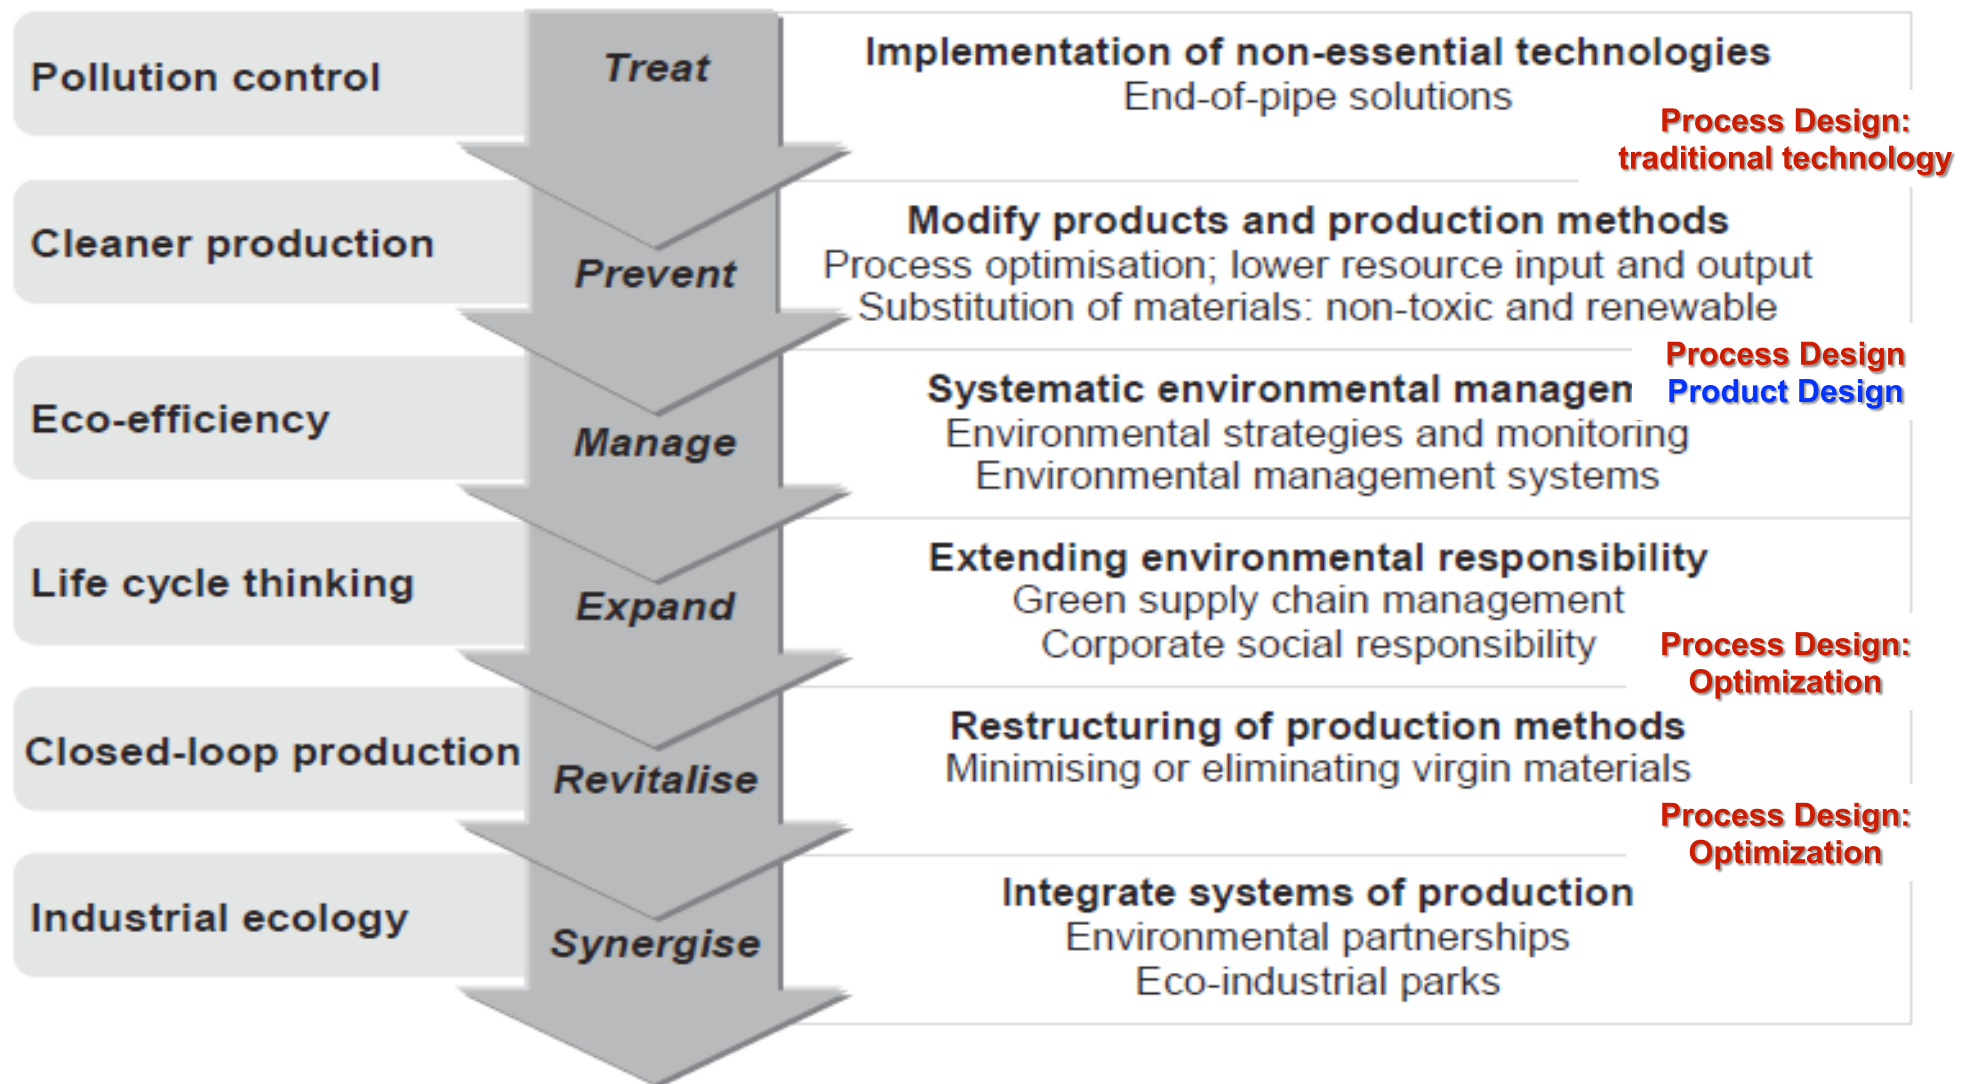 Pollution control
Treat
Implementation of non-essential technologies
End-of-pipe solutions
Process Design:
traditional technology
Cleaner production
Prevent
Modify products and production methods
Process optimisation; lower resource input and output
Substitution of materials: non-toxic and renewable
Process Design
Product Design
Eco-efficiency
Manage
Systematic environmental managem
Environmental strategies and monitoring
Environmental management systems
Life cycle thinking
Expand
Extending environmental responsibility
Green supply chain management
Corporate social responsibility
Process Design:
Optimization
Closed-loop production
Revitalise
Restructuring of production methods
Minimising or eliminating virgin materials
Process Design:
Optimization
Industrial ecology
Synergise
Integrate systems of production
Environmental partnerships
Eco-industrial parks